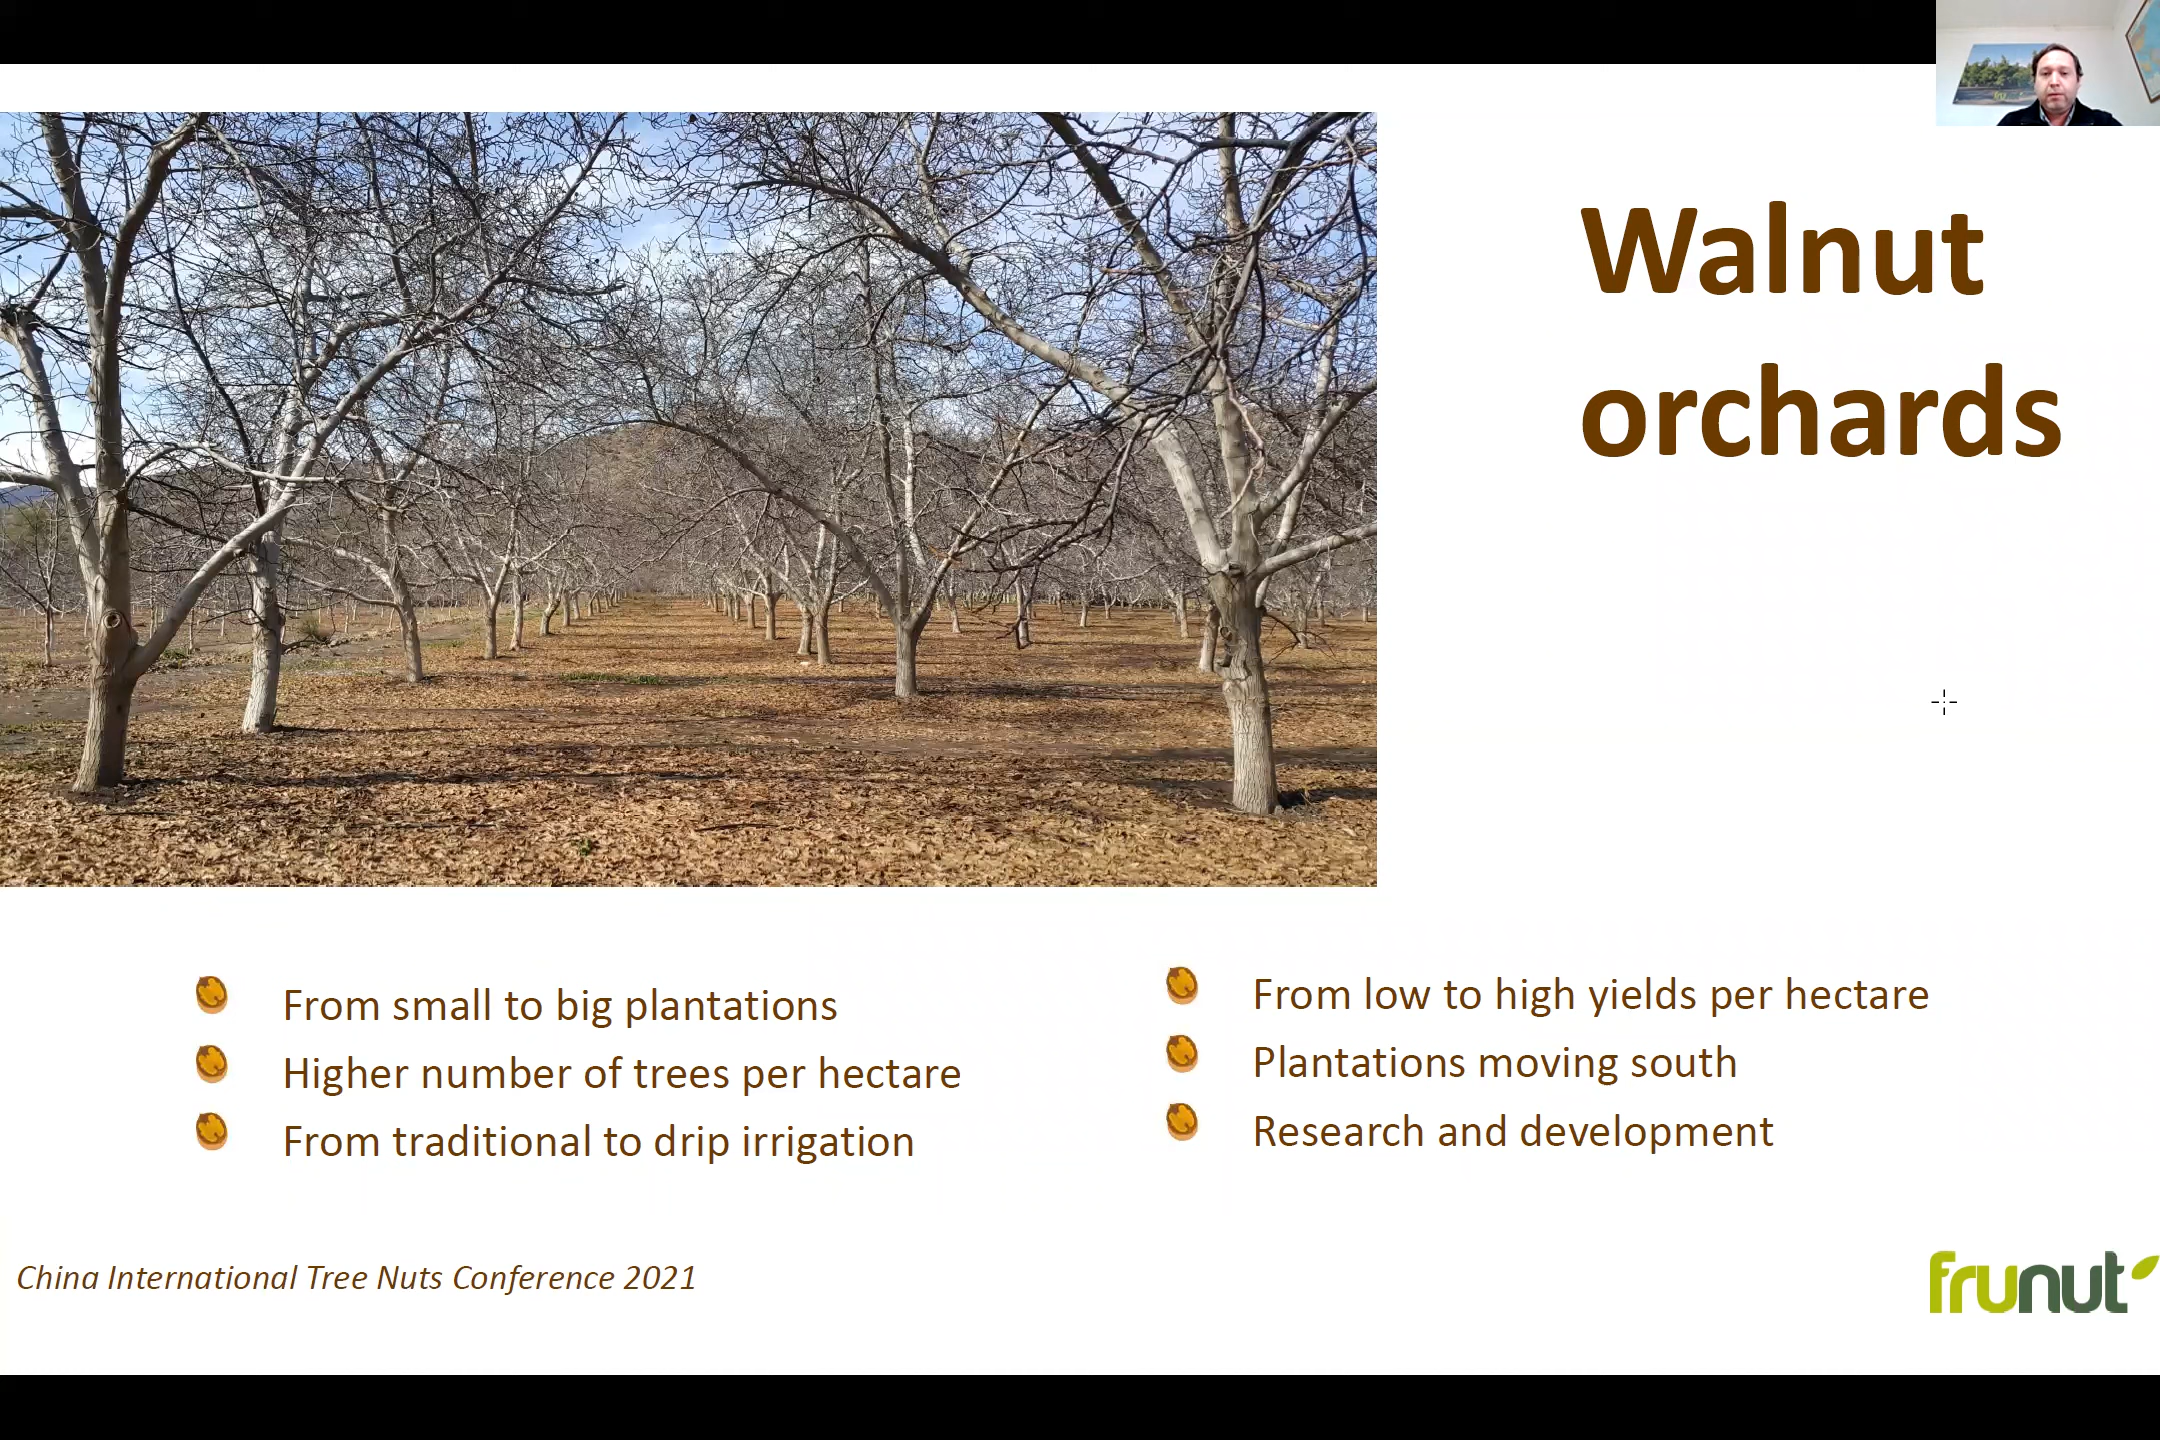 Walnut
orchards
From small to big plantations
Higher number of trees per hectare
From traditional to drip irrigation
From low to high yields per hectare
Plantations moving south
Research and development
China International Tree Nuts Conference 2021
frunut